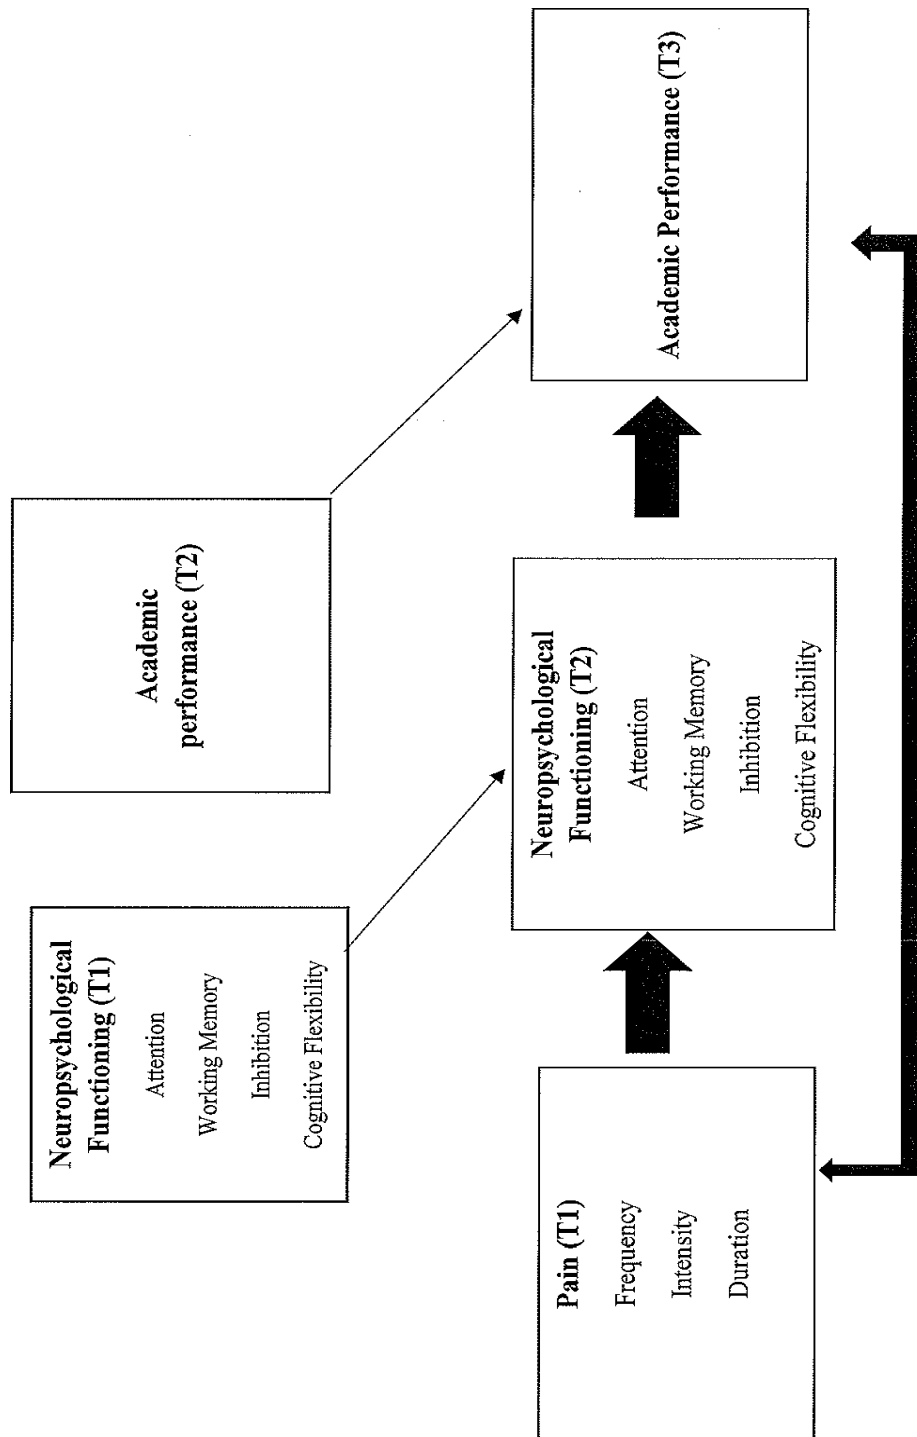 Neuropsychological
Functioning (T1)
Attention
Working Memory
Inhibition
Cognitive Flexibility
Academic
performance (T2)
Pain (T1)
Frequency
Intensity
Duration
Neuropsychological
Functioning (T2)
Attention
Working Memory
Inhibition
Cognitive Flexibility
Academic Performance (T3)